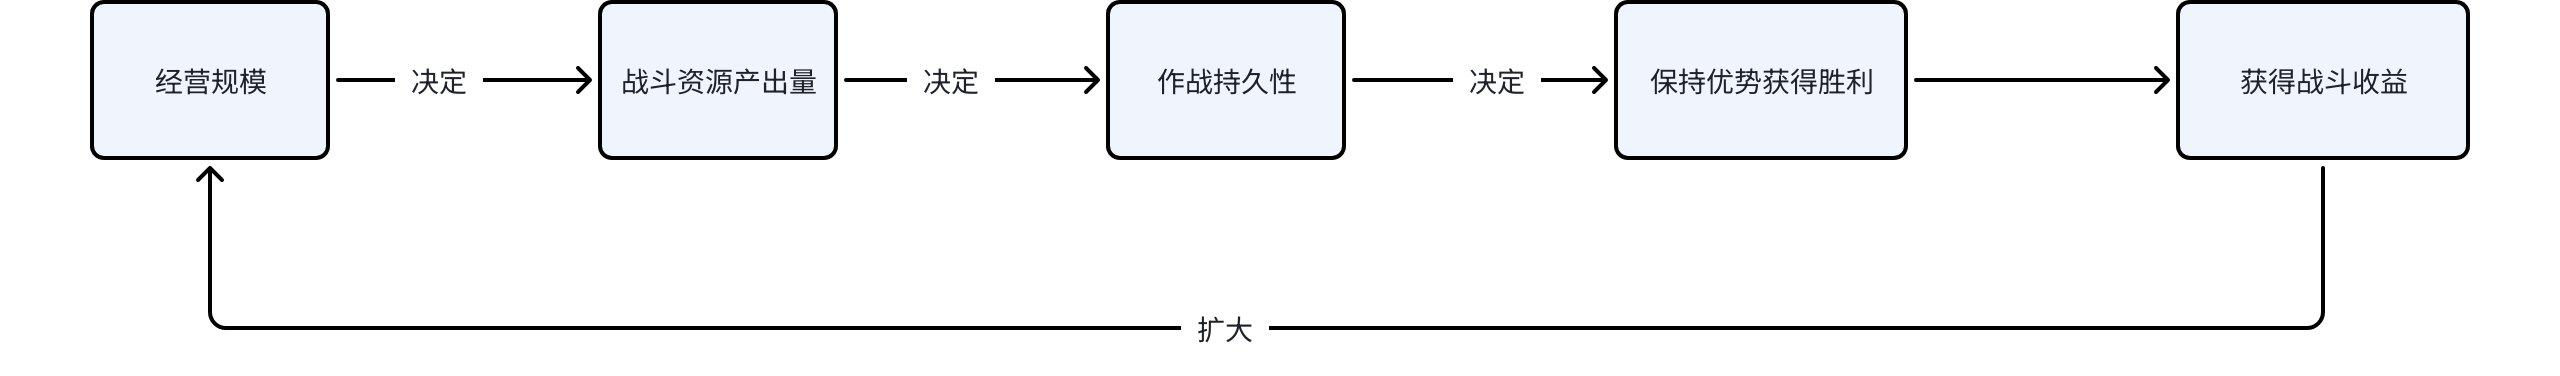 经营规模
决定
战斗资源产出量
决定
作战持久性
决定
保持优势获得胜利
获得战斗收益
扩大